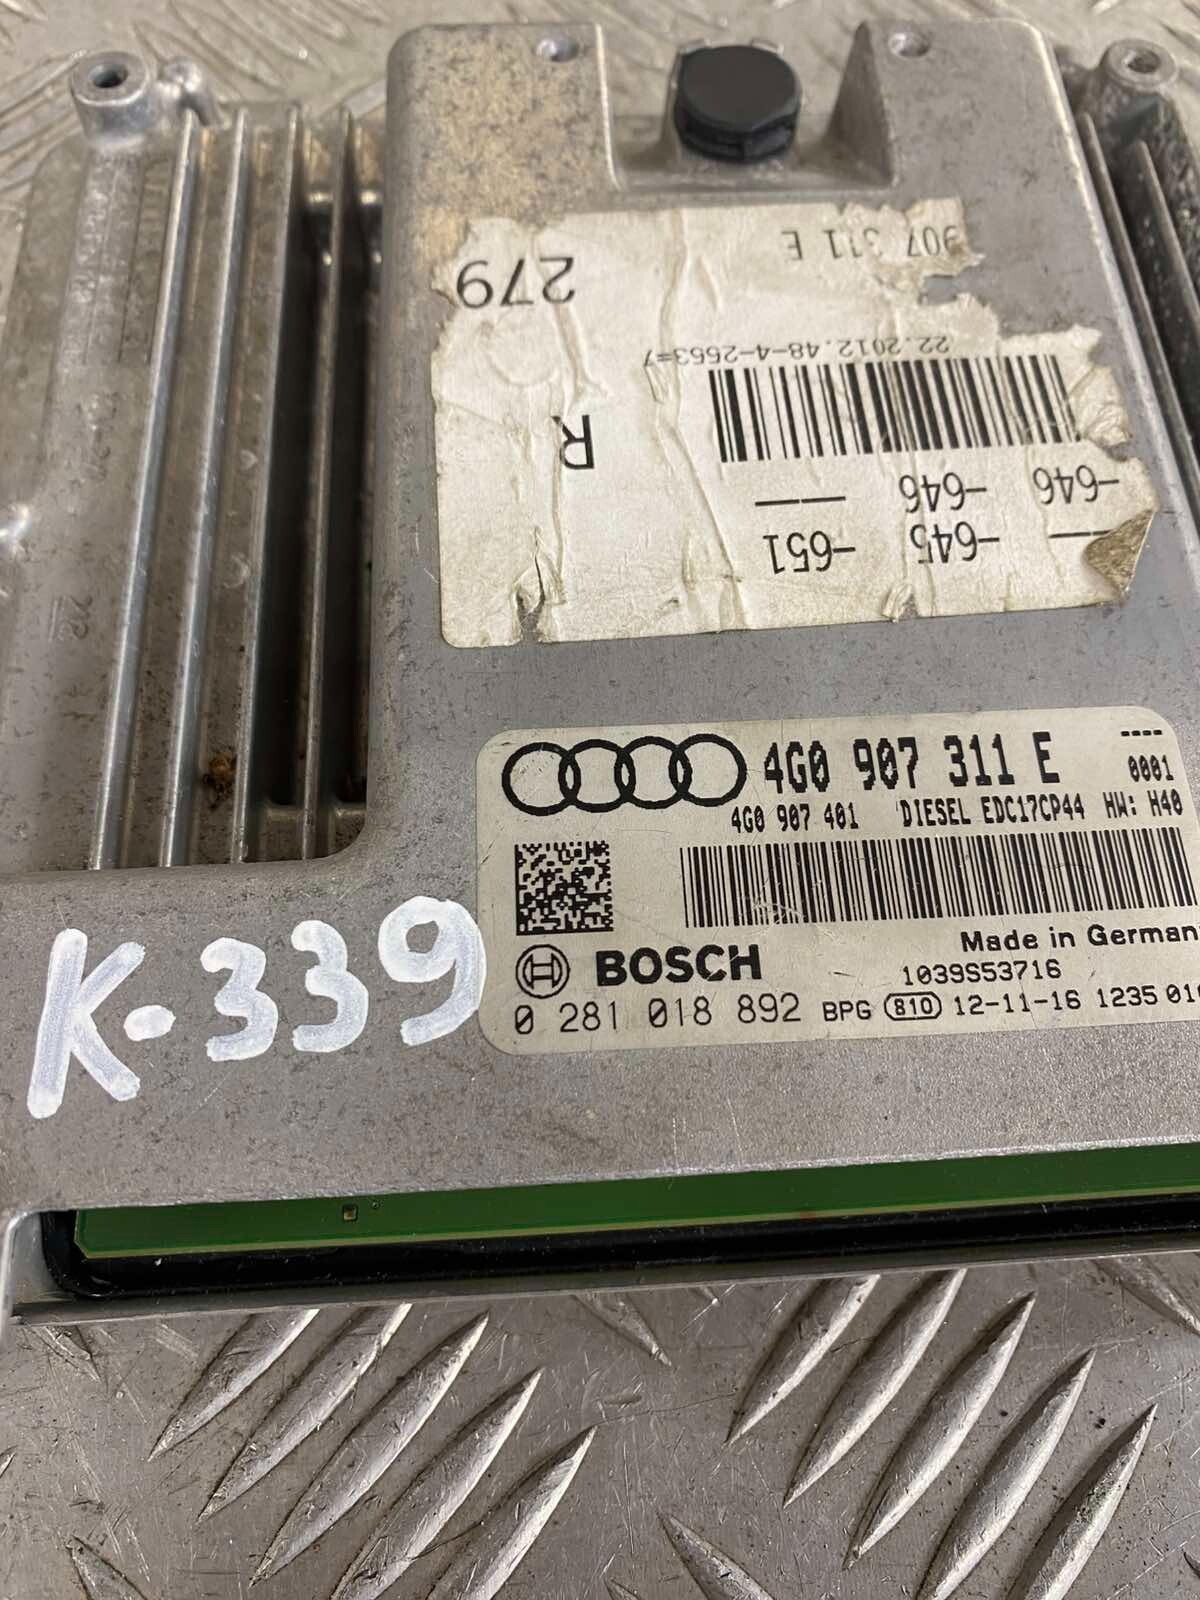 907 311 E
279
22.2012.48-4-2663=7
R
-646 -646 ---
-- -645 -651
4G0 907 311 E ----
0001
4G0 907 401 DIESEL EDC17CP44 HW: H40
Made in German
BOSCH 1039S53716
0 281 018 892 BPG 810 12-11-16 1235
K-339